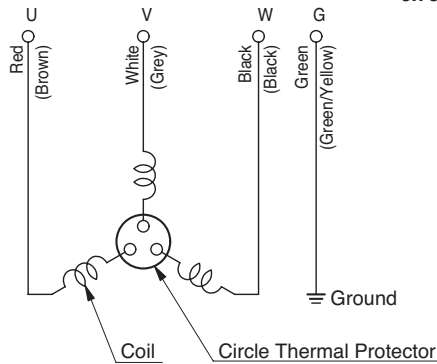 U V W G
Red
(Brown)
White
(Grey)
Black
(Black)
Green
(Green/Yellow)
Ground
Coil
Circle Thermal Protector